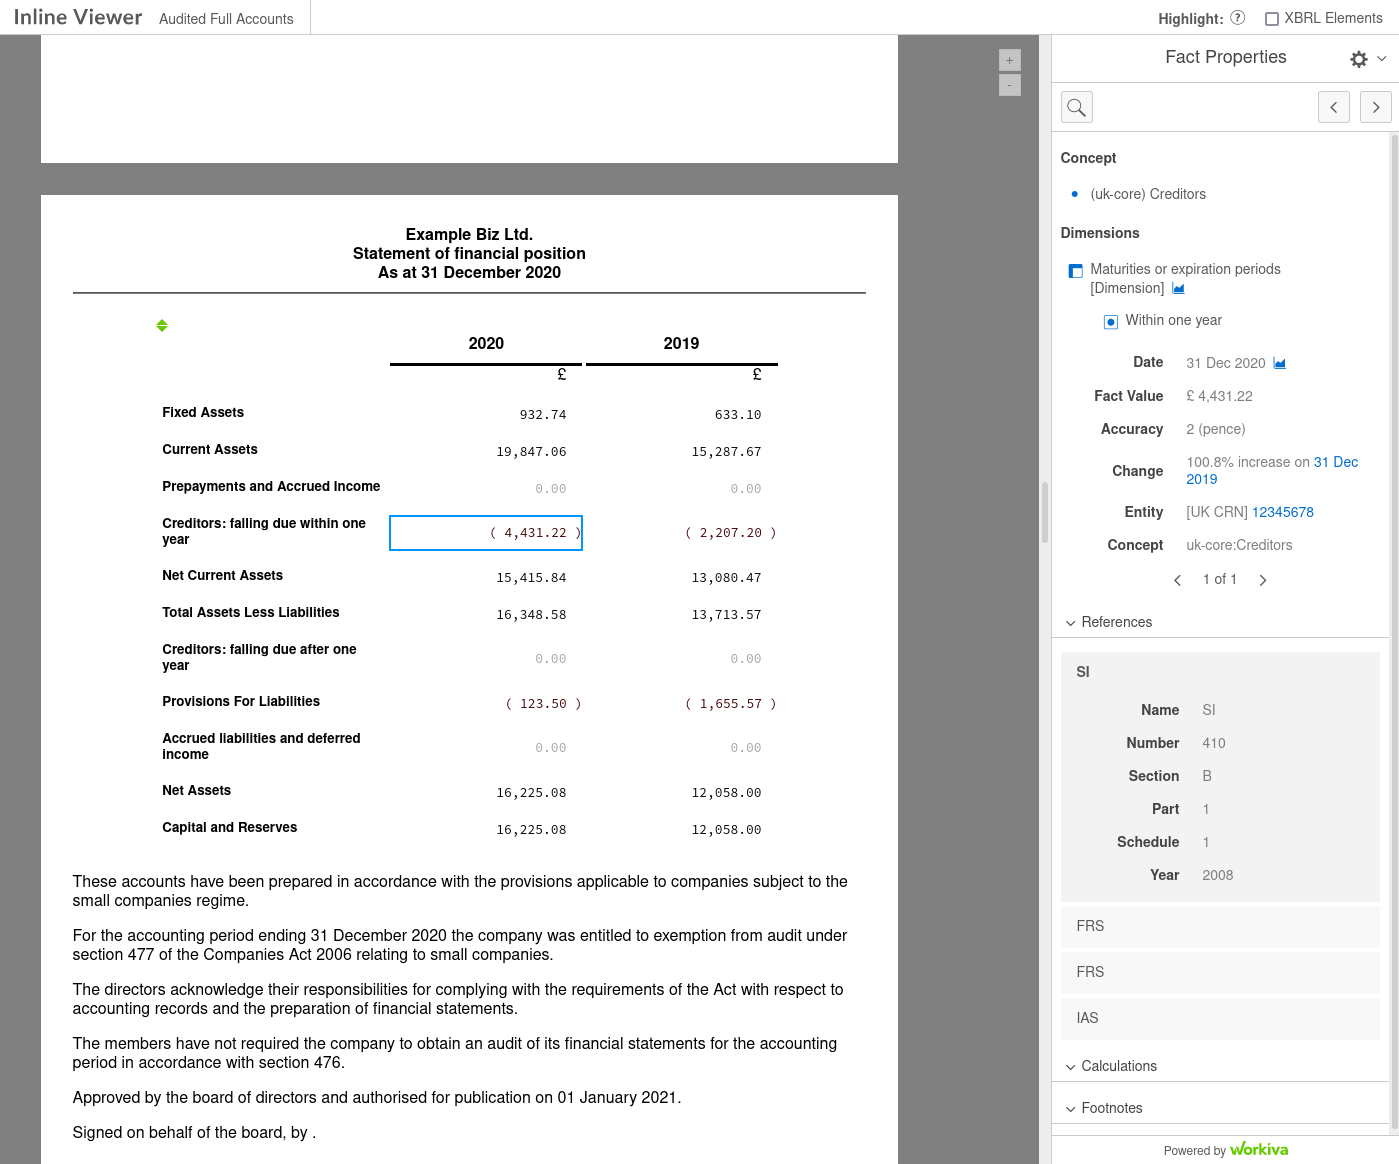 Inline Viewer Audited Full Accounts Highlight: ? XBRL Elements
+
-
Example Biz Ltd.
Statement of financial position
As at 31 December 2020
2020 2019
£ £
Fixed Assets 932.74 633.10
Current Assets 19,847.06 15,287.67
Prepayments and Accrued Income 0.00 0.00
Creditors: falling due within one
year ( 4,431.22 ) ( 2,207.20 )
Net Current Assets 15,415.84 13,080.47
Total Assets Less Liabilities 16,348.58 13,713.57
Creditors: falling due after one
year 0.00 0.00
Provisions For Liabilities ( 123.50 ) ( 1,655.57 )
Accrued liabilities and deferred
income 0.00 0.00
Net Assets 16,225.08 12,058.00
Capital and Reserves 16,225.08 12,058.00
These accounts have been prepared in accordance with the provisions applicable to companies subject to the
small companies regime.
For the accounting period ending 31 December 2020 the company was entitled to exemption from audit under
section 477 of the Companies Act 2006 relating to small companies.
The directors acknowledge their responsibilities for complying with the requirements of the Act with respect to
accounting records and the preparation of financial statements.
The members have not required the company to obtain an audit of its financial statements for the accounting
period in accordance with section 476.
Approved by the board of directors and authorised for publication on 01 January 2021.
Signed on behalf of the board, by .
Fact Properties
Concept
(uk-core) Creditors
Dimensions
Maturities or expiration periods
[Dimension]
Within one year
Date 31 Dec 2020
Fact Value £ 4,431.22
Accuracy 2 (pence)
Change 100.8% increase on 31 Dec
2019
Entity [UK CRN] 12345678
Concept uk-core:Creditors
1 of 1
References
SI
Name SI
Number 410
Section B
Part 1
Schedule 1
Year 2008
FRS
FRS
IAS
Calculations
Footnotes
Powered by workiva